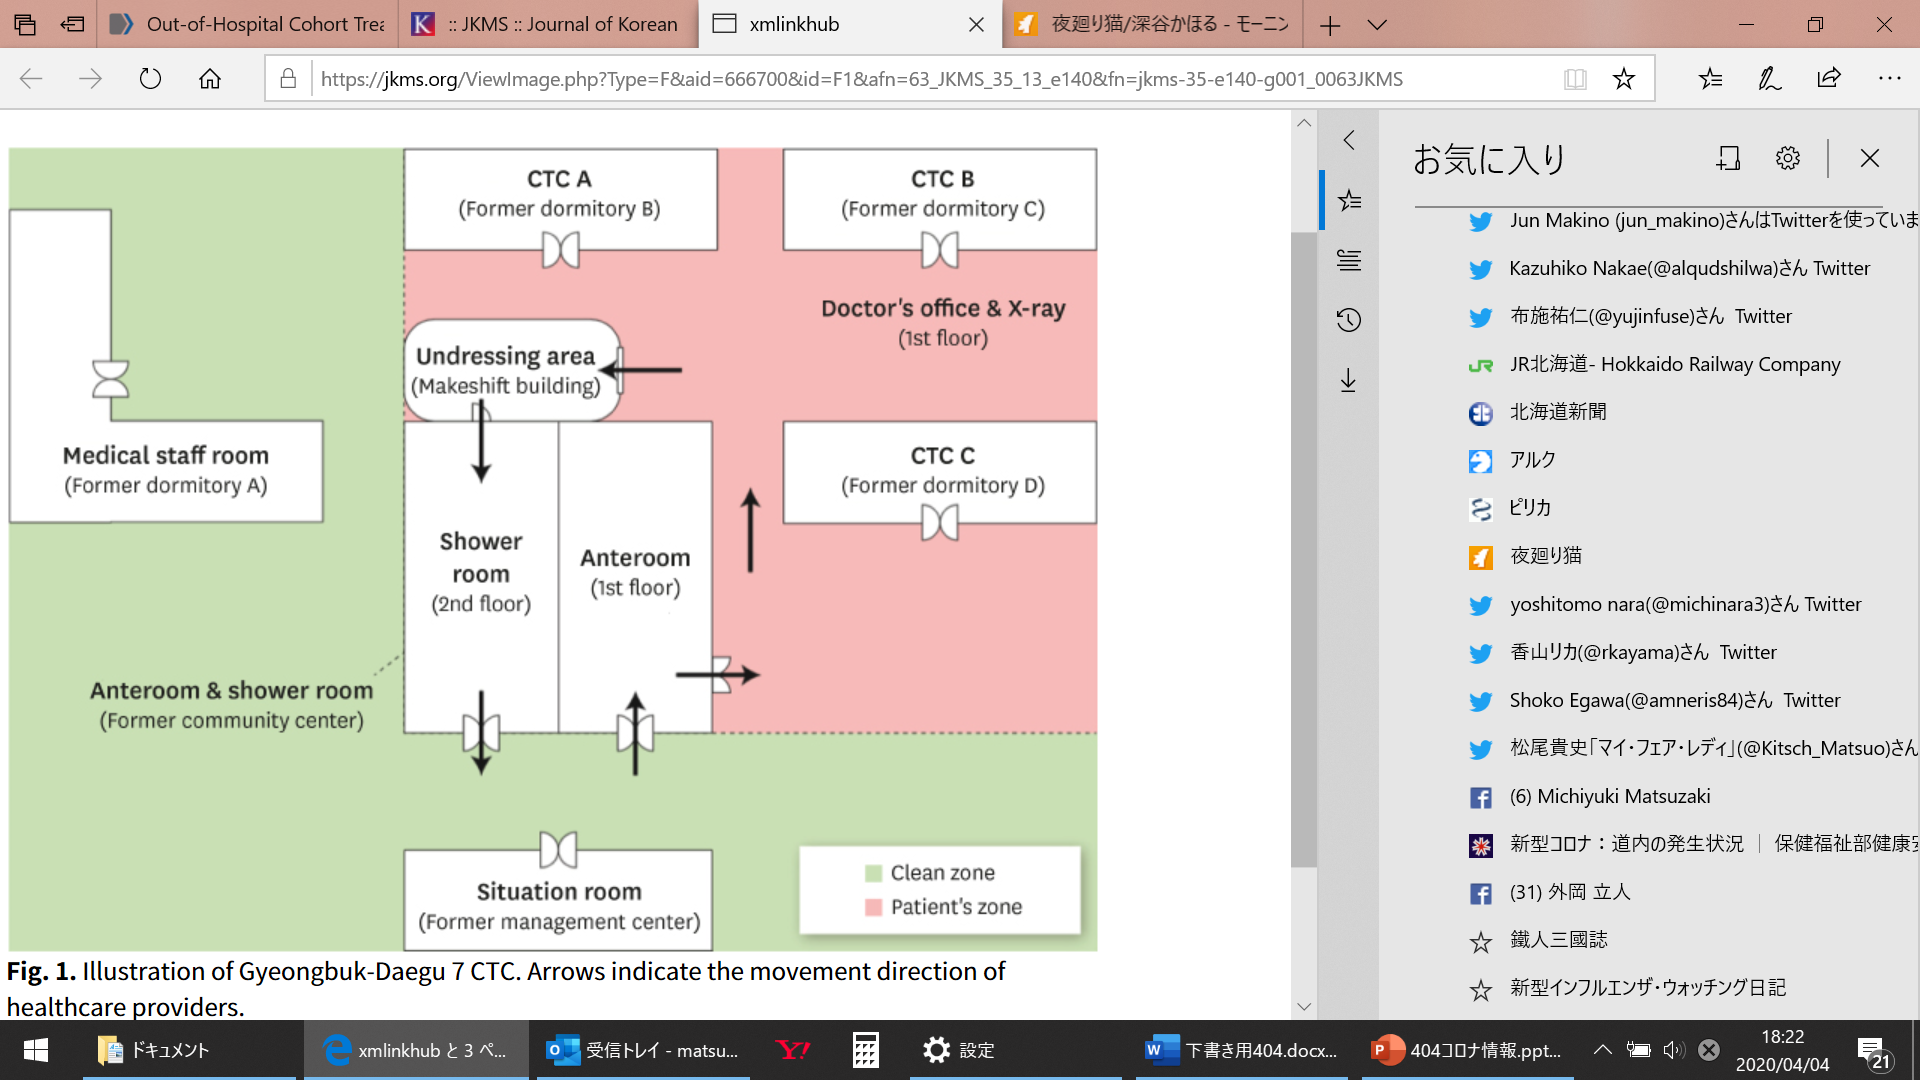 Out-of-Hospital Cohort Trea
:: JKMS :: Journal of Korean
xmlinkhub
夜廻り猫/深谷かほる - モーニン
https://jkms.org/ViewImage.php?Type=F&aid=666700&id=F1&afn=63_JKMS_35_13_e140&fn=jkms-35-e140-g001_0063JKMS
CTC A
(Former dormitory B)
CTC B
(Former dormitory C)
Doctor's office & X-ray
(1st floor)
Undressing area
(Makeshift building)
Medical staff room
(Former dormitory A)
CTC C
(Former dormitory D)
Shower
room
(2nd floor)
Anteroom
(1st floor)
Anteroom & shower room
(Former community center)
Situation room
(Former management center)
Clean zone
Patient's zone
Fig. 1. Illustration of Gyeongbuk-Daegu 7 CTC. Arrows indicate the movement direction of
healthcare providers.
お気に入り
Jun Makino (jun_makino)さんはTwitterを使っていま
Kazuhiko Nakae(@alqudshilwa)さん Twitter
布施祐仁(@yujinfuse)さん Twitter
JR北海道- Hokkaido Railway Company
北海道新聞
アルク
ピリカ
夜廻り猫
yoshitomo nara(@michinara3)さん Twitter
香山リカ(@rkayama)さん Twitter
Shoko Egawa(@amneris84)さん Twitter
松尾貴史「マイ・フェア・レディ」(@Kitsch_Matsuo)さん
(6) Michiyuki Matsuzaki
新型コロナ：道内の発生状況 ｜ 保健福祉部健康安
(31) 外岡 立人
鐵人三國誌
新型インフルエンザ・ウォッチング日記
ドキュメント
xmlinkhub と 3 ペ...
受信トレイ - matsu...
Y!
設定
下書き用404.docx...
404コロナ情報.ppt...
18:22
2020/04/04
21